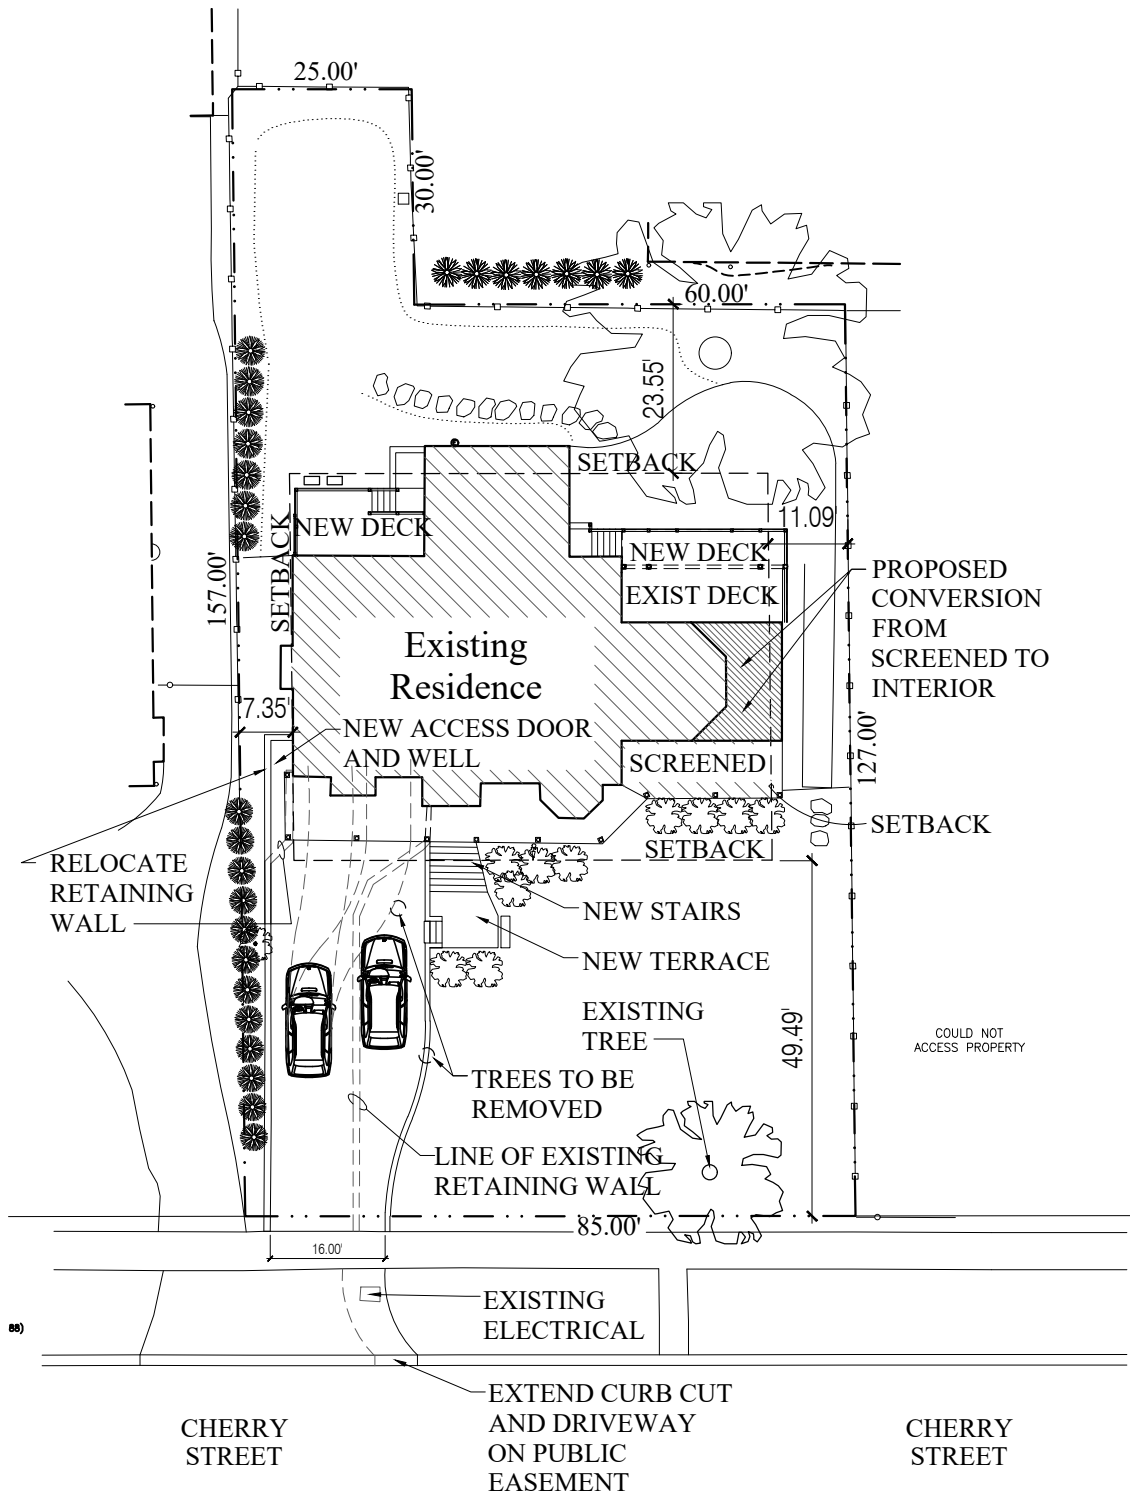 25.00'
30.00'
60.00'
23.55'
SETBACK
11.09'
NEW DECK
SETBACK
NEW DECK
EXIST DECK
157.00'
PROPOSED
CONVERSION
FROM
SCREENED TO
INTERIOR
Existing
Residence
7.35'
NEW ACCESS DOOR
AND WELL
SCREENED
127.00'
SETBACK
SETBACK
RELOCATE
RETAINING
WALL
NEW STAIRS
NEW TERRACE
EXISTING
TREE
49.49'
COULD NOT
ACCESS PROPERTY
TREES TO BE
REMOVED
LINE OF EXISTING
RETAINING WALL
85.00'
16.00'
EXISTING
ELECTRICAL
88)
EXTEND CURB CUT
AND DRIVEWAY
ON PUBLIC
EASEMENT
CHERRY
STREET
CHERRY
STREET